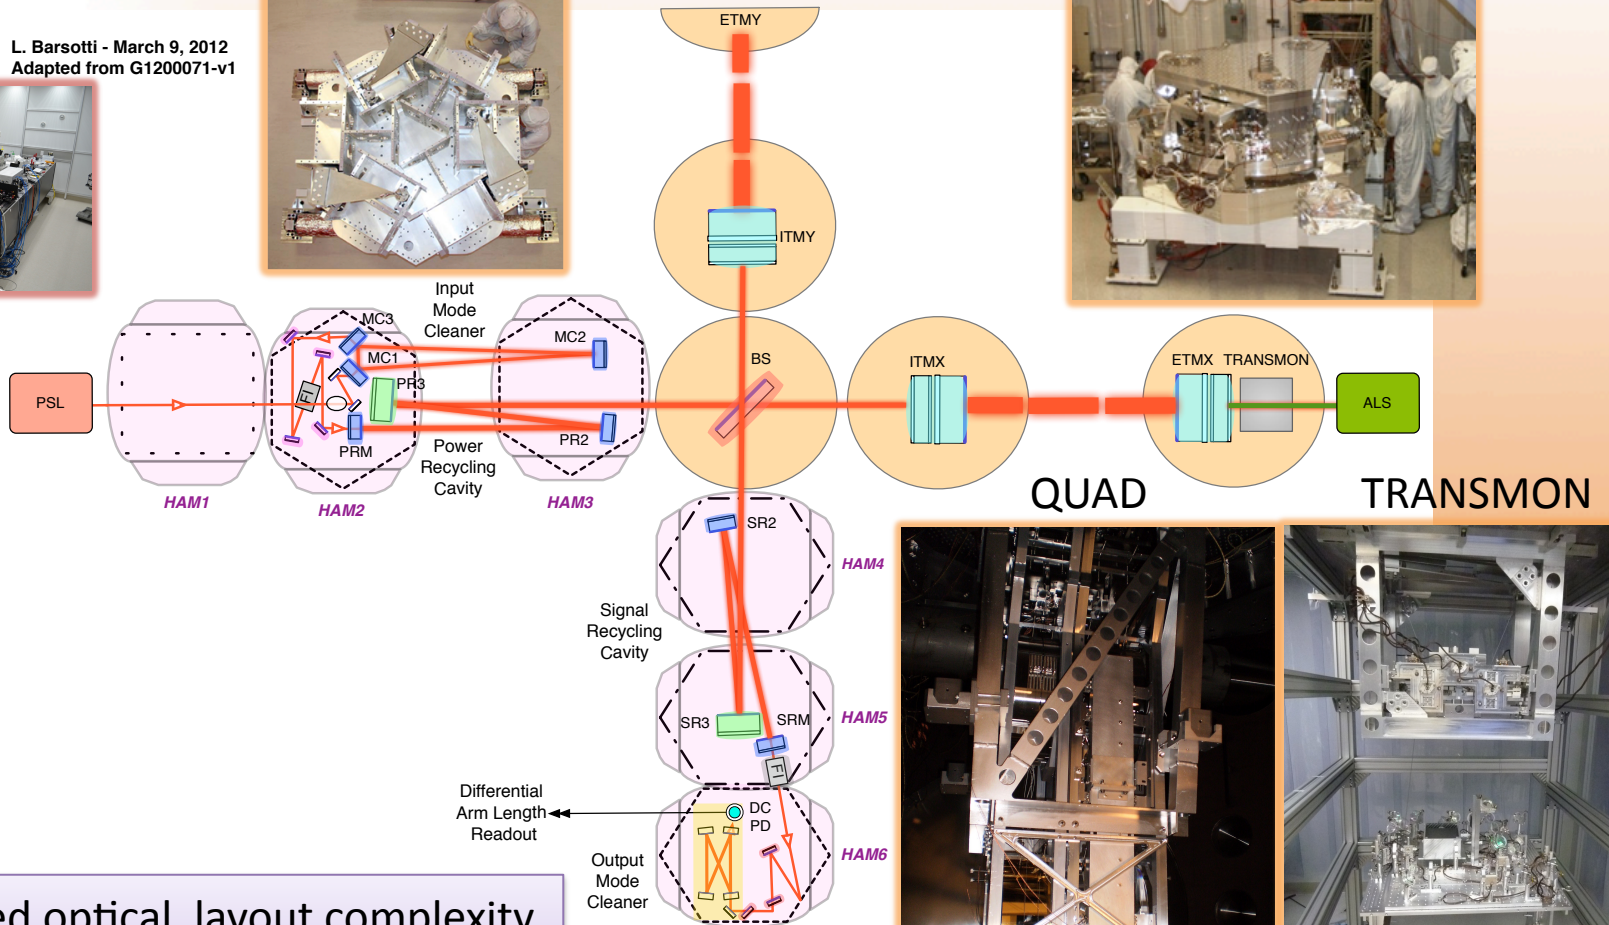 L. Barsotti - March 9, 2012
Adapted from G1200071-v1
ETMY
ITMY
Input
Mode
Cleaner
MC3
MC1
MC2
PR3
FI
PRM
PR2
Power
Recycling
Cavity
PSL
HAM1
HAM2
HAM3
BS
ITMX
ETMX TRANSMON
ALS
QUAD
TRANSMON
SR2
HAM4
Signal
Recycling
Cavity
SR3
SRM
HAM5
FI
Differential
Arm Length
Readout
DC
PD
HAM6
Output
Mode
Cleaner
optical layout complexity